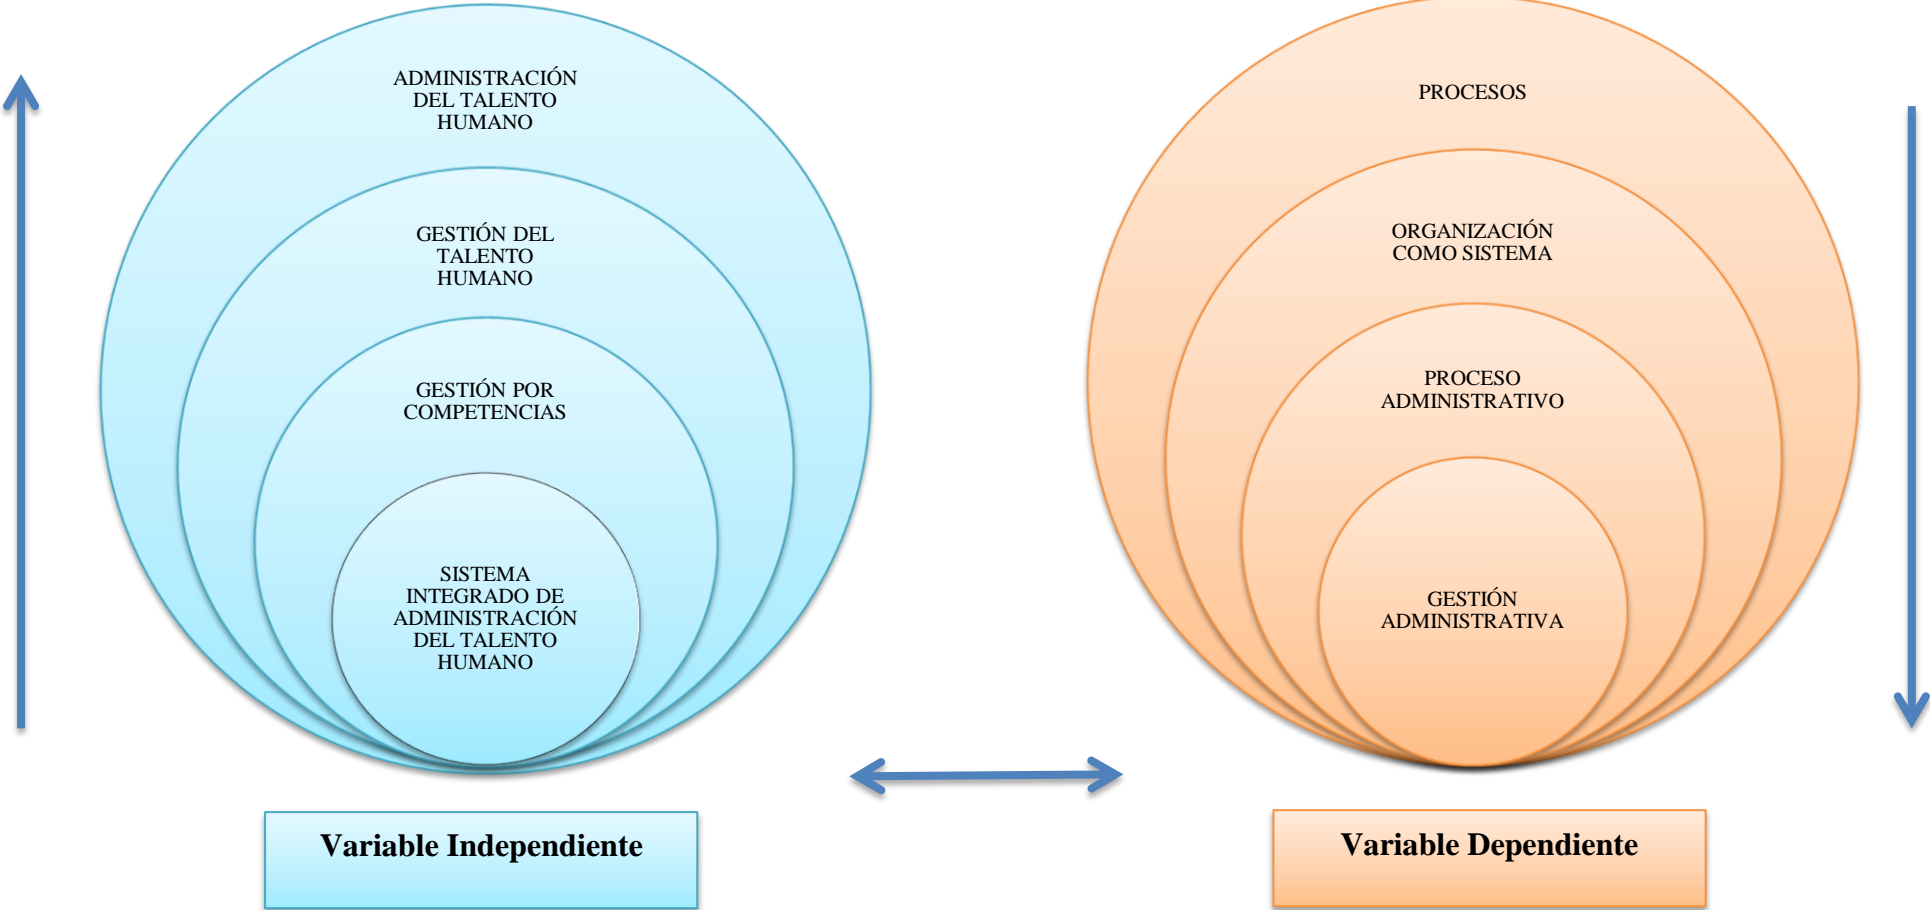 ADMINISTRACIÓN
DEL TALENTO
HUMANO
GESTIÓN DEL
TALENTO
HUMANO
GESTIÓN POR
COMPETENCIAS
SISTEMA
INTEGRADO DE
ADMINISTRACIÓN
DEL TALENTO
HUMANO
Variable Independiente
PROCESOS
ORGANIZACIÓN
COMO SISTEMA
PROCESO
ADMINISTRATIVO
GESTIÓN
ADMINISTRATIVA
Variable Dependiente